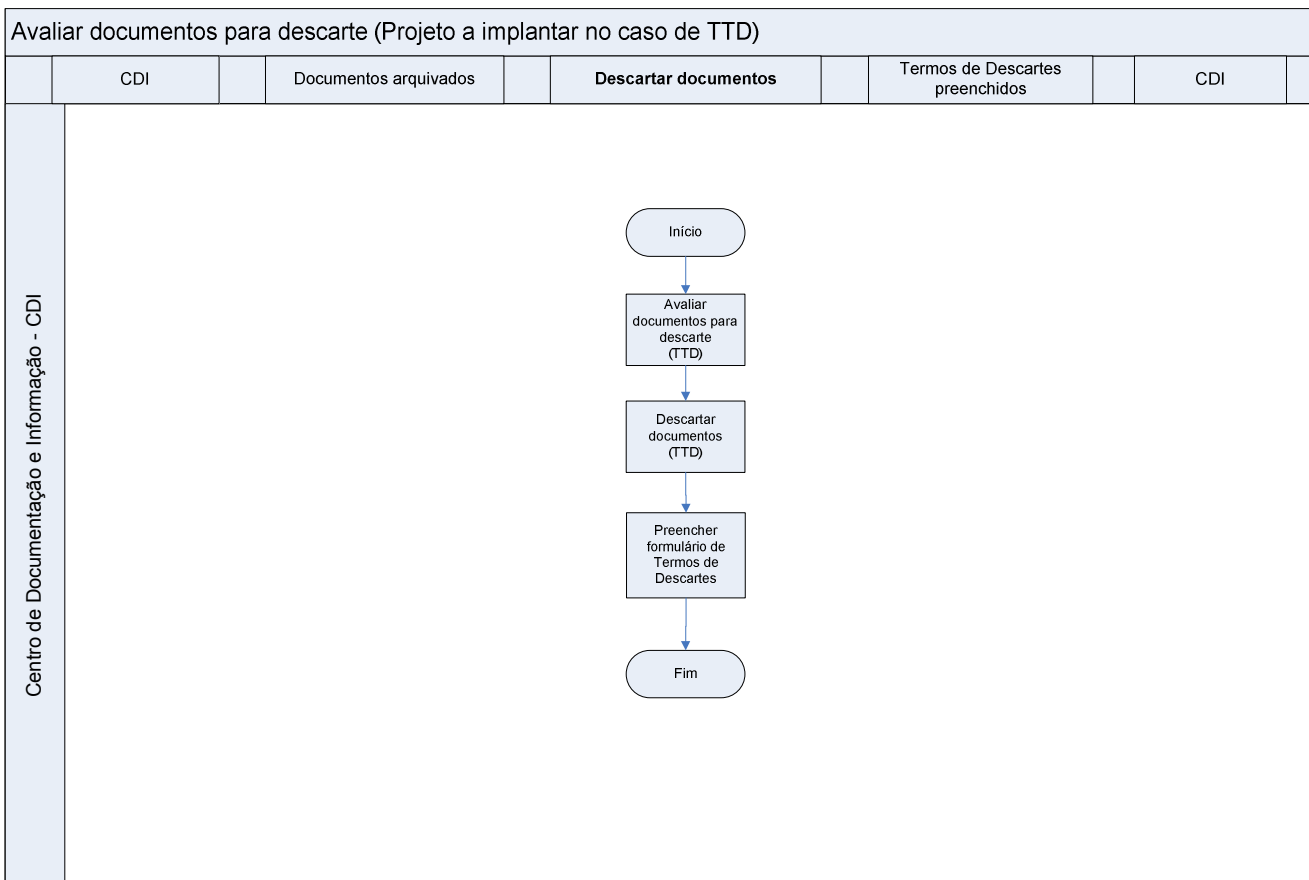 Avaliar documentos para descarte (Projeto a implantar no caso de TTD)
CDI
Documentos arquivados
Descartar documentos
Termos de Descartes
preenchidos
CDI
Centro de Documentação e Informação - CDI
Início
Avaliar
documentos para
descarte
(TTD)
Descartar
documentos
(TTD)
Preencher
formulário de
Termos de
Descartes
Fim